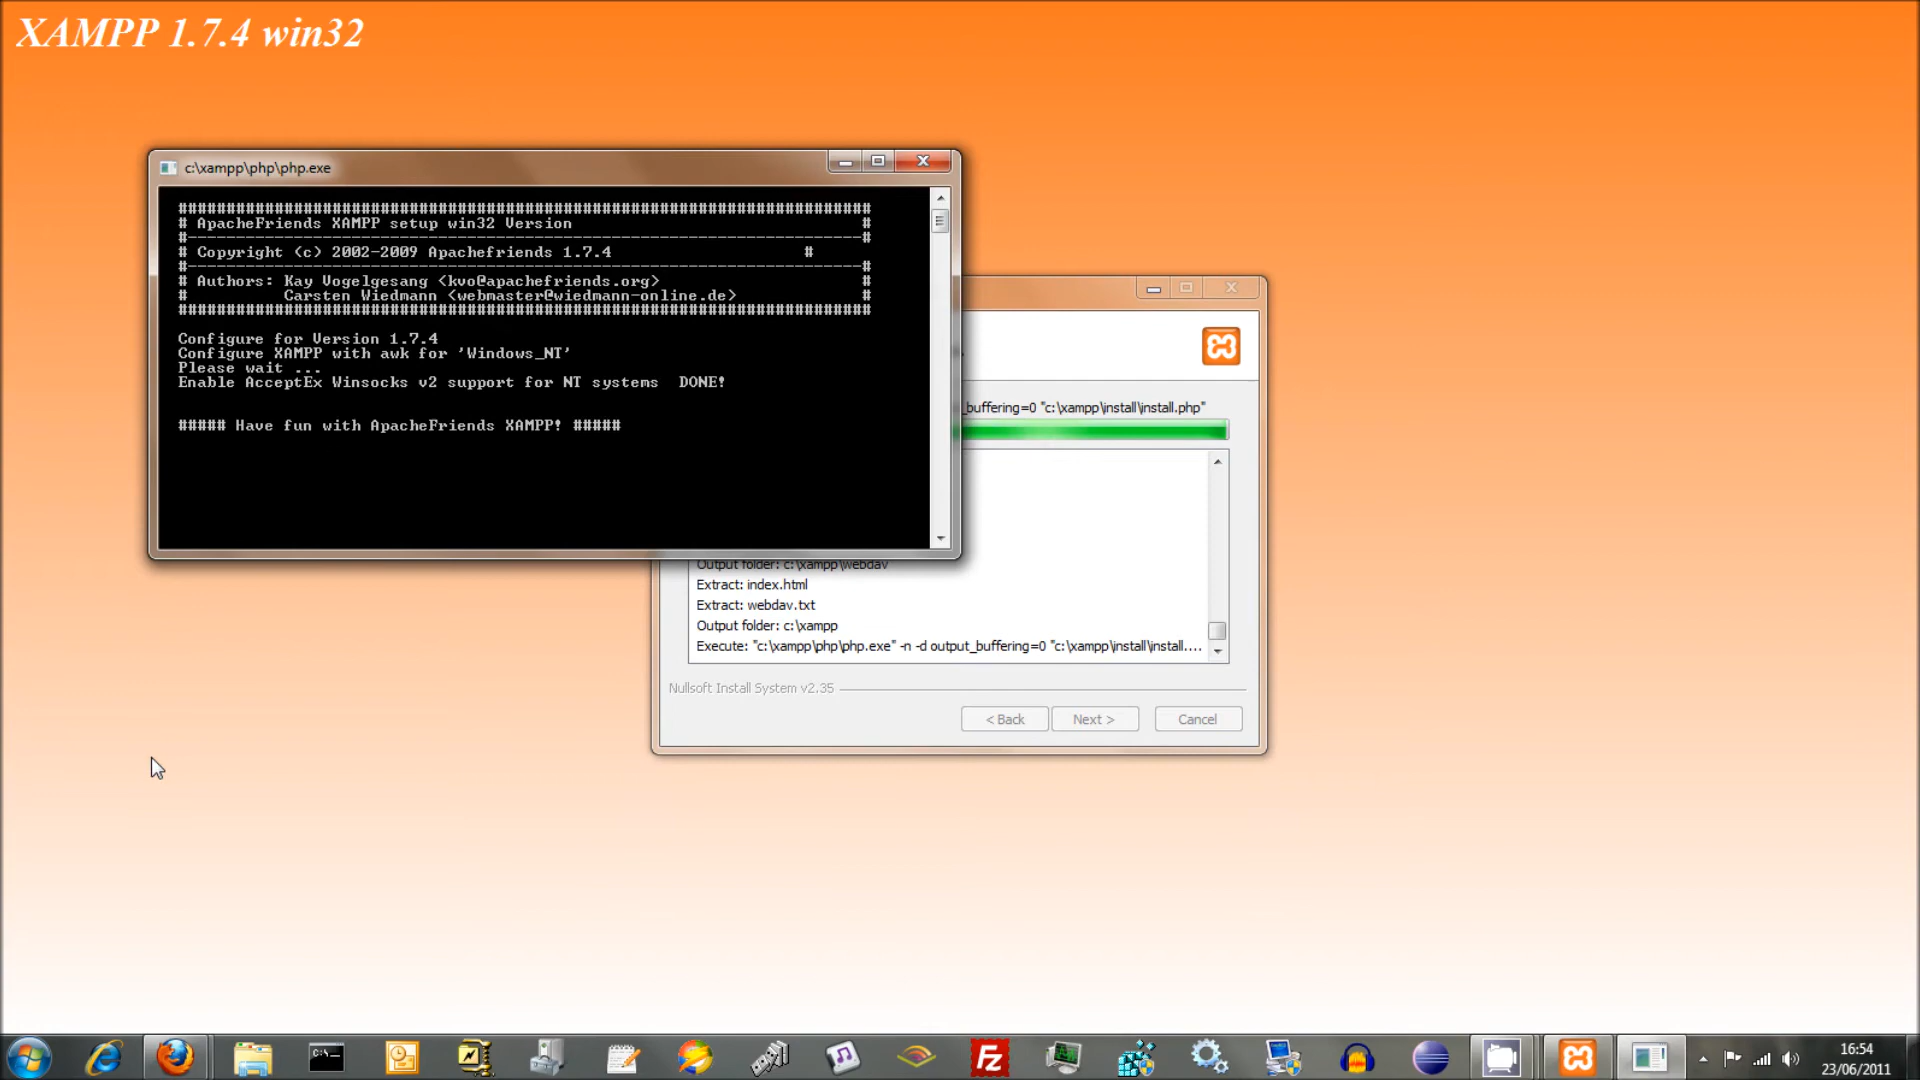 XAMPP 1.7.4 win32
c:\xampp\php\php.exe
########################################################################
# ApacheFriends XAMPP setup win32 Version #
#----------------------------------------------------------------------#
# Copyright (c) 2002-2009 Apachefriends 1.7.4 #
#----------------------------------------------------------------------#
# Authors: Kay Vogelgesang <kvo@apachefriends.org> #
# Carsten Wiedmann <webmaster@wiedmann-online.de> #
########################################################################
Configure for Version 1.7.4
Configure XAMPP with awk for 'Windows_NT'
Please wait ...
Enable AcceptEx Winsocks v2 support for NT systems DONE!
##### Have fun with ApacheFriends XAMPP! #####
_buffering=0 "c:\xampp\install\install.php"
Output folder: c:\xampp\webdav
Extract: index.html
Extract: webdav.txt
Output folder: c:\xampp
Execute: "c:\xampp\php\php.exe" -n -d output_buffering=0 "c:\xampp\install\install....
Nullsoft Install System v2.35
< Back
Next >
Cancel
C:\_
FZ
16:54
23/06/2011